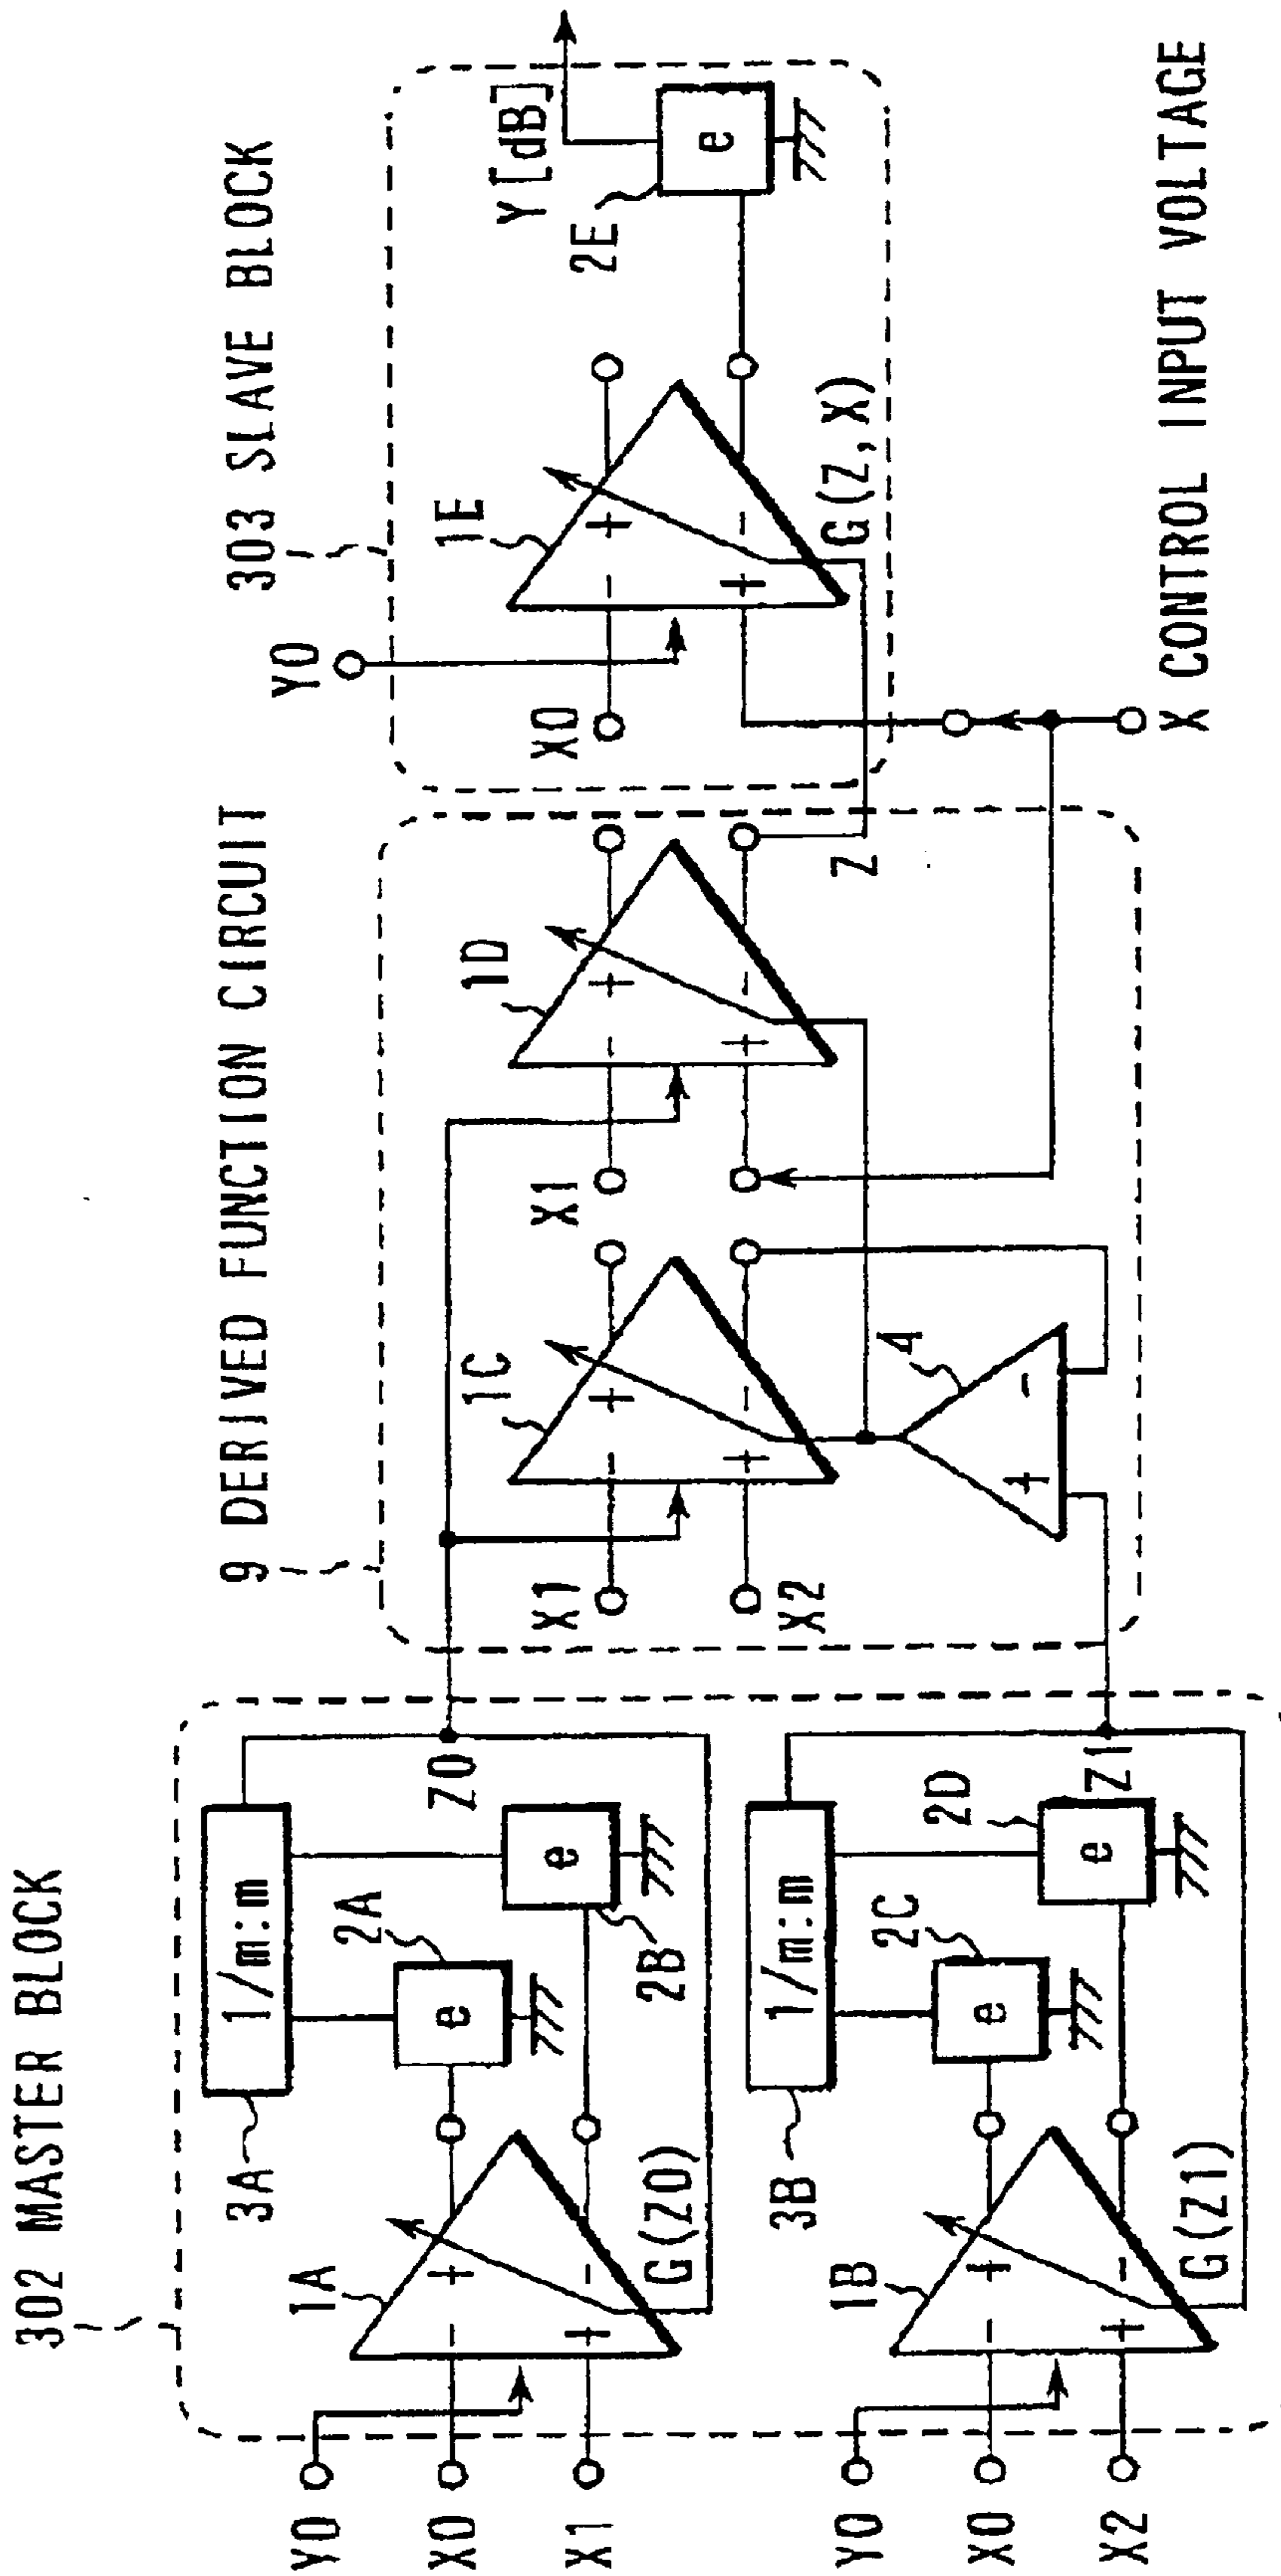 302 MASTER BLOCK
9 DERIVED FUNCTION CIRCUIT
303 SLAVE BLOCK
Y0
X0
X1
1A
+
-
-
+
G(Z0)
3A
1/m:m
2A
e
e
2B
Z0
Y0
X0
X2
1B
+
-
-
+
G(Z1)
3B
1/m:m
2C
e
2D
e
Z1
X1
X2
1C
+
-
-
+
4
+
-
X1
1D
+
-
-
+
Z
Y0
X0
1E
+
-
-
+
G(Z,X)
Y[dB]
2E
e
X CONTROL INPUT VOLTAGE